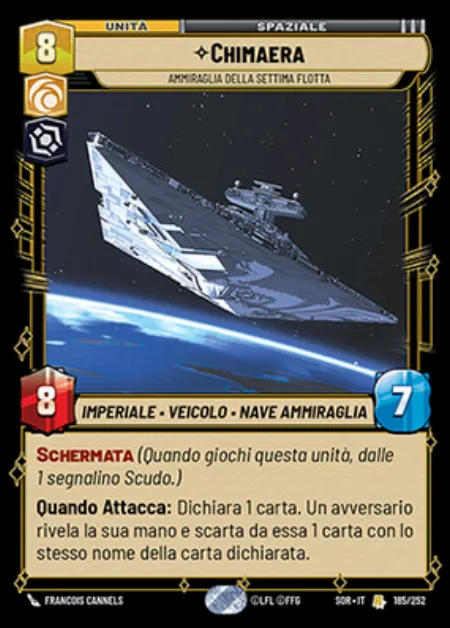 UNITÀ
SPAZIALE
8
CHIMAERA
AMMIRAGLIA DELLA SETTIMA FLOTTA
8
IMPERIALE • VEICOLO • NAVE AMMIRAGLIA
7
SCHERMATA (Quando giochi questa unità, dalle
1 segnalino Scudo.)
Quando Attacca: Dichiara 1 carta. Un avversario
rivela la sua mano e scarta da essa 1 carta con lo
stesso nome della carta dichiarata.
FRANCOIS CANNELS
©LFL ©FFG
SOR • IT
185/252